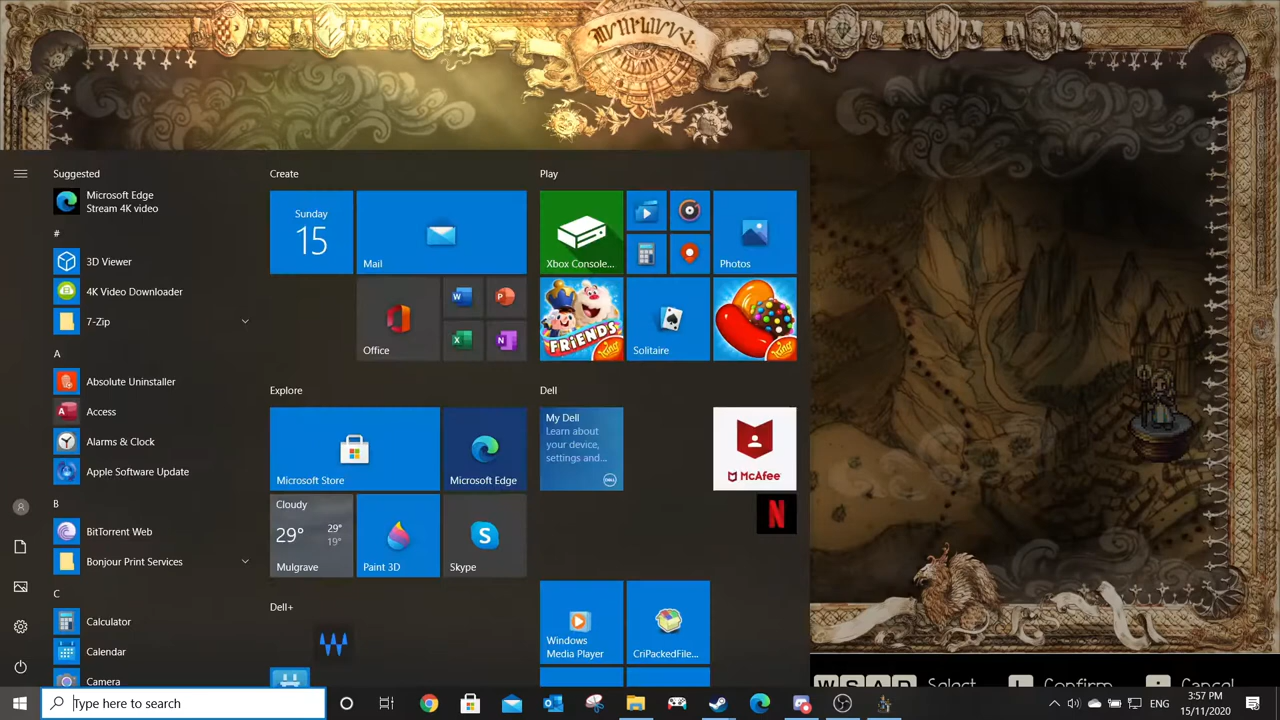 Suggested
Microsoft Edge
Stream 4K video
#
3D Viewer
4K Video Downloader
7-Zip
A
Absolute Uninstaller
Access
Alarms & Clock
Apple Software Update
B
BitTorrent Web
Bonjour Print Services
C
Calculator
Calendar
Camera
Create
Sunday
15
Mail
Office
Explore
Microsoft Store
Microsoft Edge
Cloudy
29° 29°
19°
Mulgrave
Paint 3D
Skype
Dell+
Play
Xbox Console...
Photos
FRIENDS
King
Solitaire
King
Dell
My Dell
Learn about
your device,
settings and...
DELL
McAfee
N
Windows
Media Player
CriPackedFile...
W S A D Select Confirm Cancel
Type here to search
ENG
3:57 PM
15/11/2020